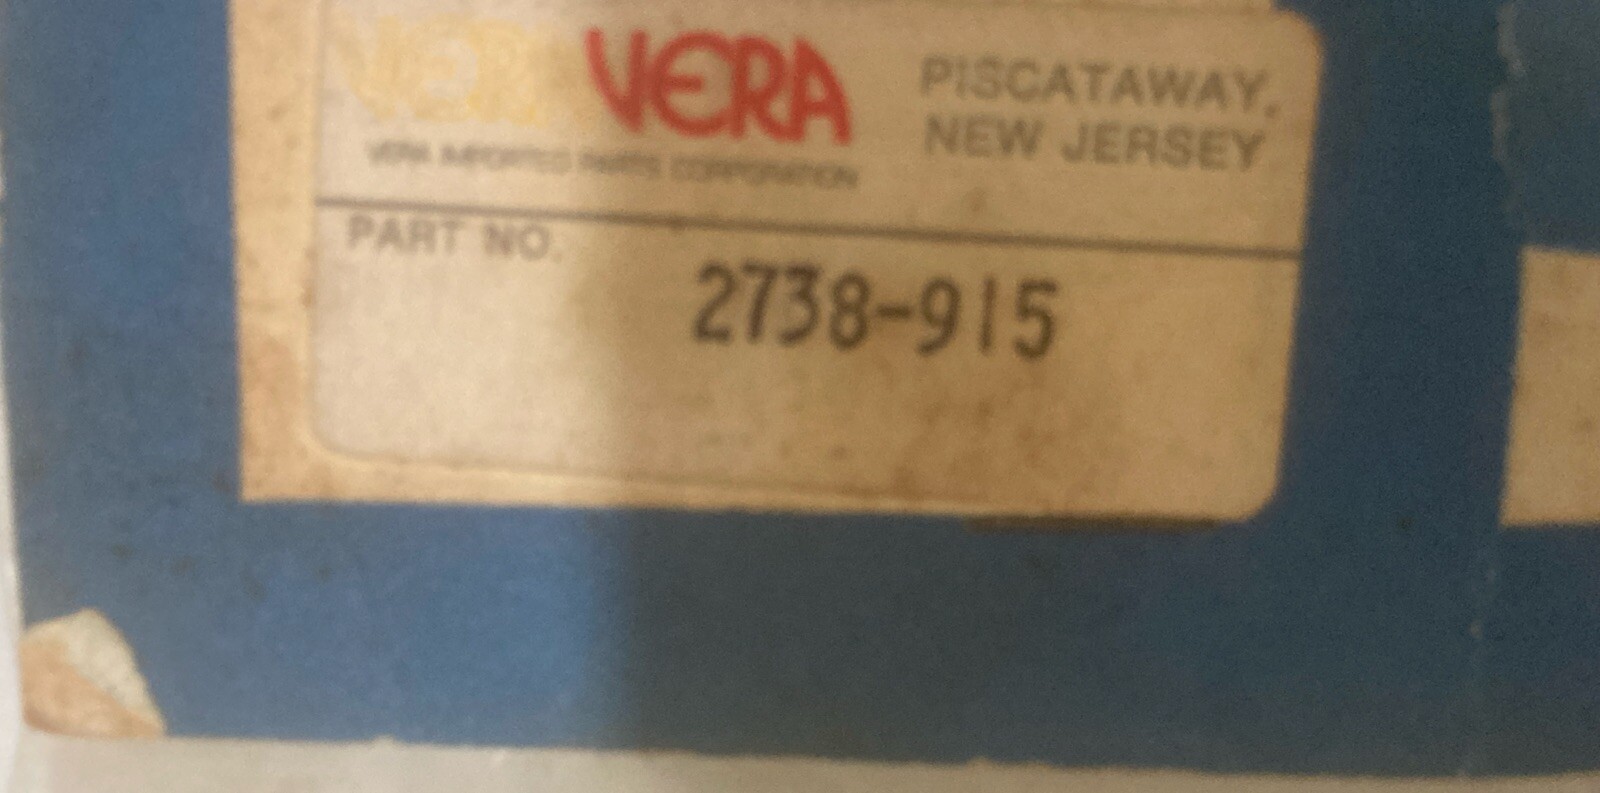 VERA VERA
VERA IMPORTED PARTS CORPORATION
PISCATAWAY,
NEW JERSEY
PART NO.
2738-915